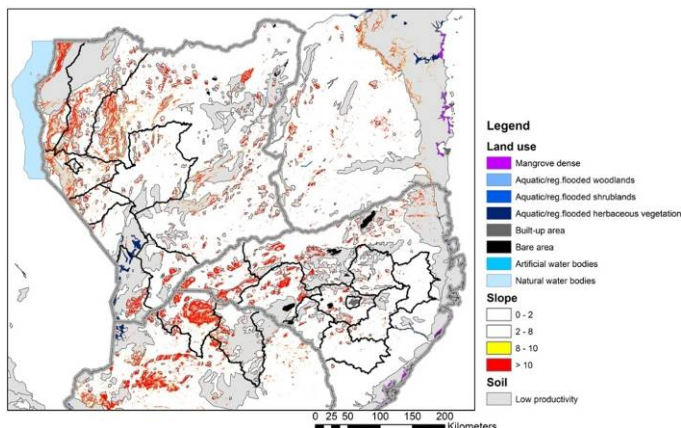 Legend
Land use
Mangrove dense
Aquatic/reg.flooded woodlands
Aquatic/reg.flooded shrublands
Aquatic/reg.flooded herbaceous vegetation
Built-up area
Bare area
Artificial water bodies
Natural water bodies
Slope
0 - 2
2 - 8
8 - 10
> 10
Soil
Low productivity
0 25 50 100 150 200
Kilometers